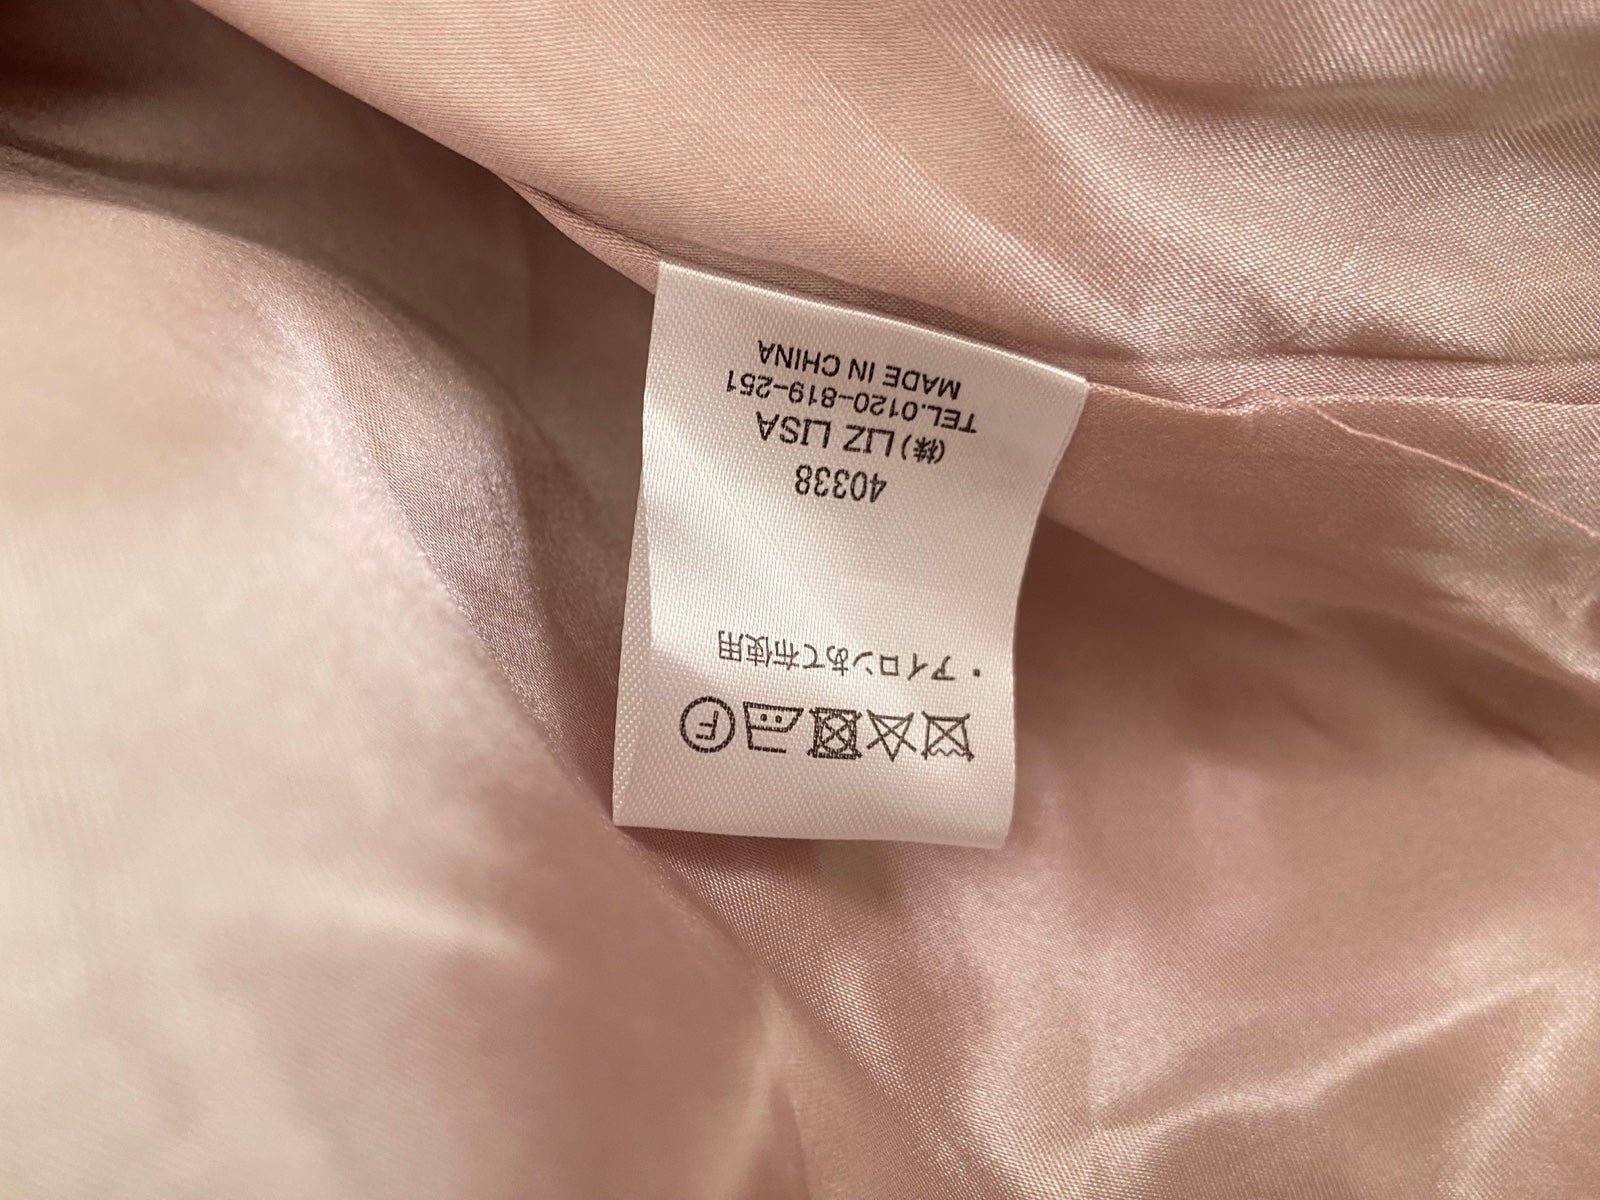 Ⓕ
・アイロンあて布使用
40338
(株)LIZ LISA
TEL.0120-819-251
MADE IN CHINA